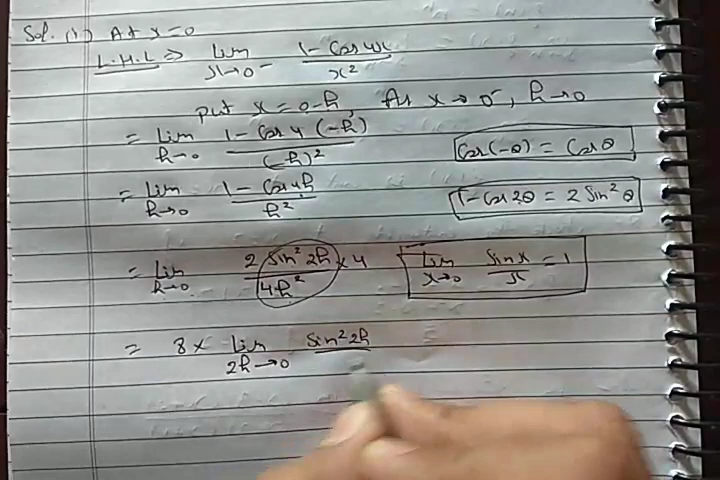 Sol. (1) At x=0
L.H.L ⇒ lim x→0⁻ (1 - Cos 4x)/x²
put x = 0-h, As x → 0⁻, h→0
= lim h→0 (1 - Cos 4(-h))/(-h)² Cos(-θ) = Cos θ
= lim h→0 (1 - Cos 4h)/h² 1 - Cos 2θ = 2 Sin² θ
= lim h→0 (2 Sin² 2h)/(4h²) × 4 lim x→0 Sin x/x = 1
= 8 × lim 2h→0 Sin² 2h